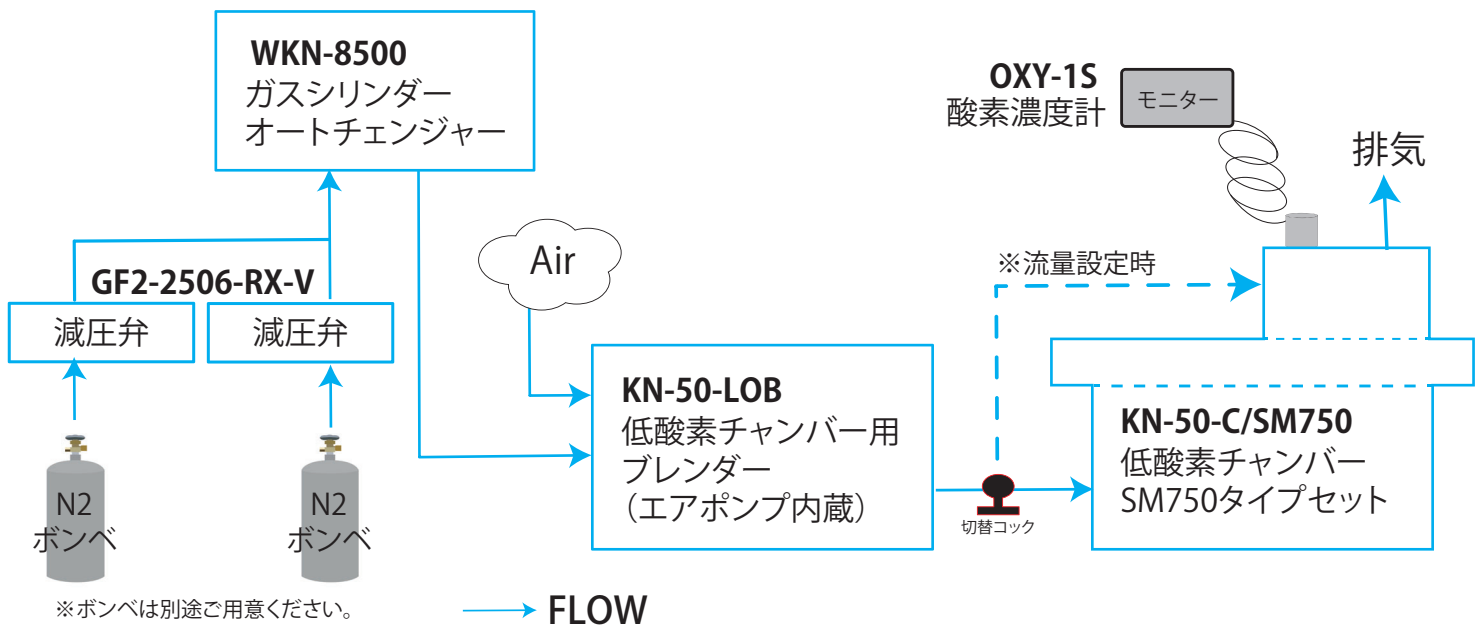 WKN-8500
ガスシリンダー
オートチェンジャー
OXY-1S
酸素濃度計
モニター
排気
Air
※流量設定時
GF2-2506-RX-V
減圧弁
減圧弁
KN-50-LOB
低酸素チャンバー用
ブレンダー
（エアポンプ内蔵）
KN-50-C/SM750
低酸素チャンバー
SM750タイプセット
切替コック
N2
ボンベ
N2
ボンベ
※ボンベは別途ご用意ください。
FLOW